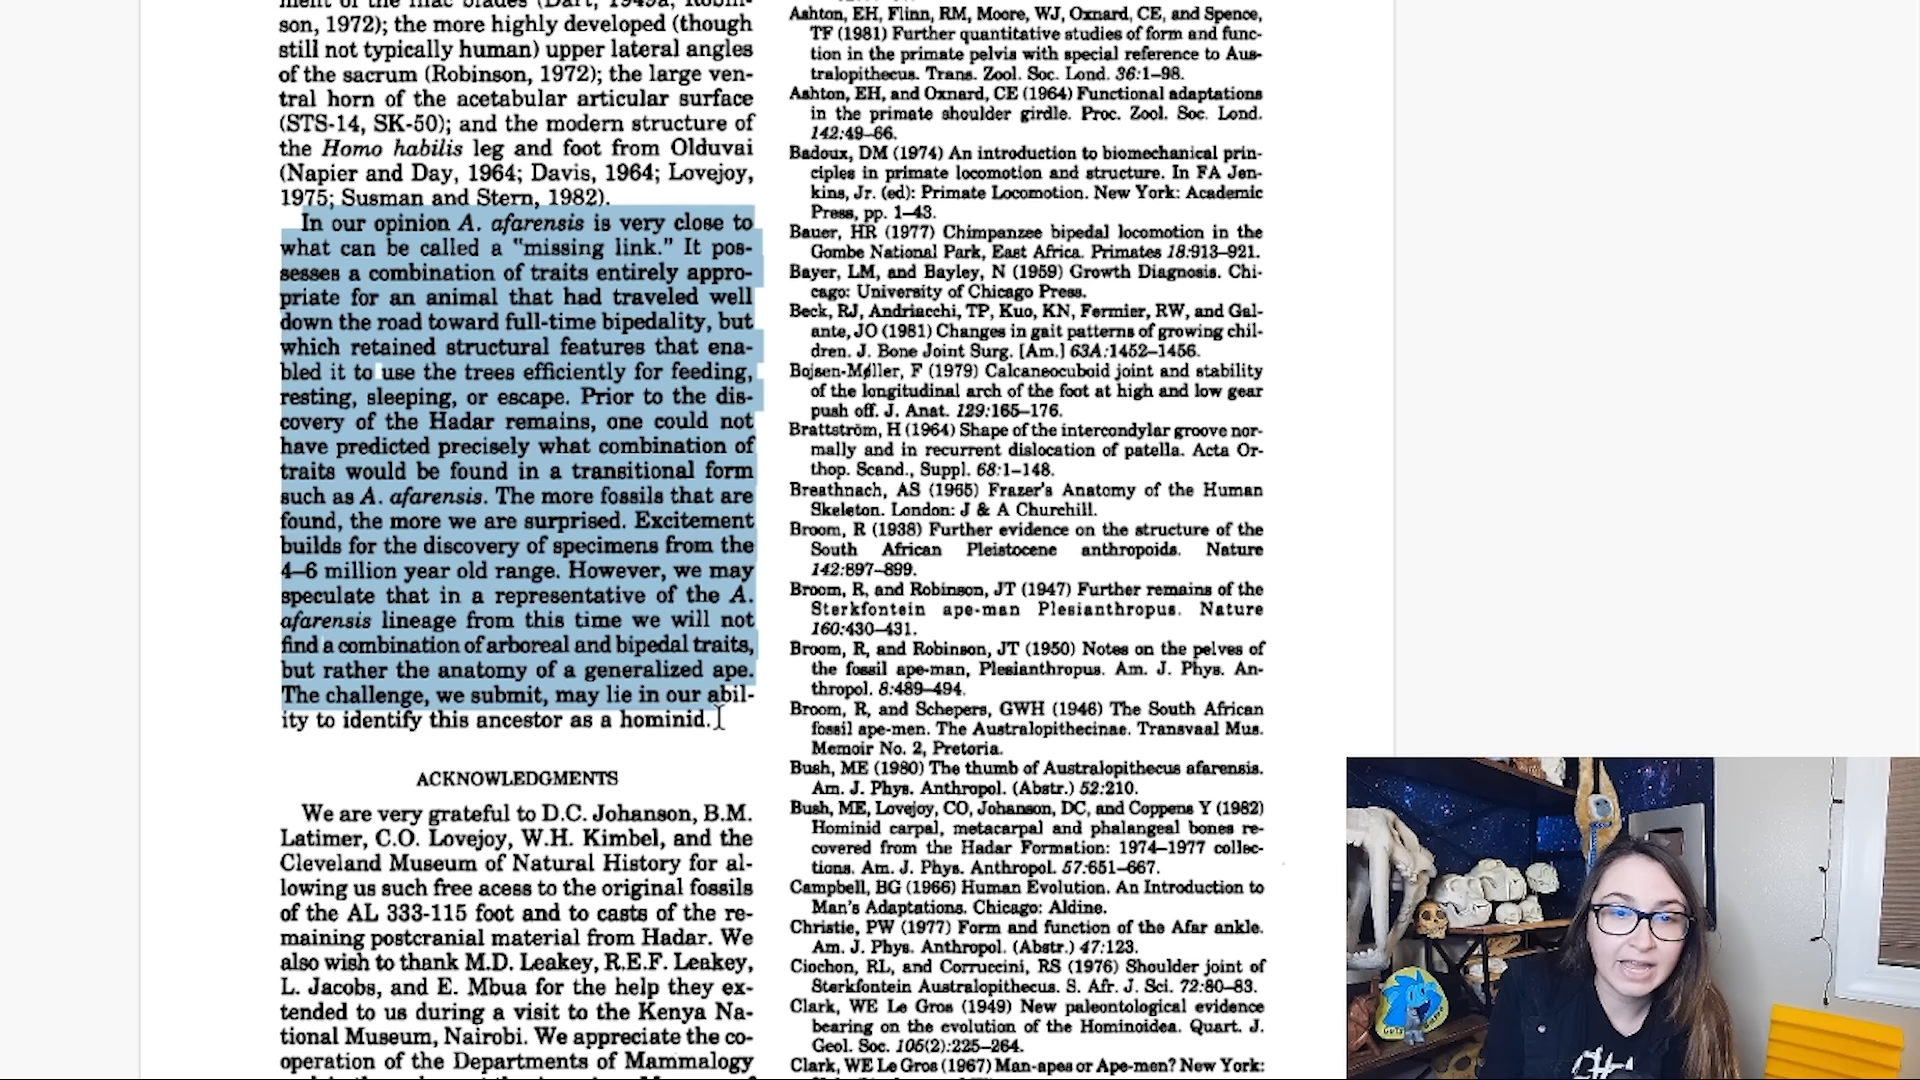 son, 1972); the more highly developed (though
still not typically human) upper lateral angles
of the sacrum (Robinson, 1972); the large ven-
tral horn of the acetabular articular surface
(STS-14, SK-50); and the modern structure of
the Homo habilis leg and foot from Olduvai
(Napier and Day, 1964; Davis, 1964; Lovejoy,
1975; Susman and Stern, 1982).
In our opinion A. afarensis is very close to
what can be called a "missing link." It pos-
sesses a combination of traits entirely appro-
priate for an animal that had traveled well
down the road toward full-time bipedality, but
which retained structural features that ena-
bled it to use the trees efficiently for feeding,
resting, sleeping, or escape. Prior to the dis-
covery of the Hadar remains, one could not
have predicted precisely what combination of
traits would be found in a transitional form
such as A. afarensis. The more fossils that are
found, the more we are surprised. Excitement
builds for the discovery of specimens from the
4–6 million year old range. However, we may
speculate that in a representative of the A.
afarensis lineage from this time we will not
find a combination of arboreal and bipedal traits,
but rather the anatomy of a generalized ape.
The challenge, we submit, may lie in our abil-
ity to identify this ancestor as a hominid.
ACKNOWLEDGMENTS
We are very grateful to D.C. Johanson, B.M.
Latimer, C.O. Lovejoy, W.H. Kimbel, and the
Cleveland Museum of Natural History for al-
lowing us such free acess to the original fossils
of the AL 333-115 foot and to casts of the re-
maining postcranial material from Hadar. We
also wish to thank M.D. Leakey, R.E.F. Leakey,
L. Jacobs, and E. Mbua for the help they ex-
tended to us during a visit to the Kenya Na-
tional Museum, Nairobi. We appreciate the co-
operation of the Departments of Mammalogy
Ashton, EH, Flinn, RM, Moore, WJ, Oxnard, CE, and Spence,
TF (1981) Further quantitative studies of form and func-
tion in the primate pelvis with special reference to Aus-
tralopithecus. Trans. Zool. Soc. Lond. 36:1–98.
Ashton, EH, and Oxnard, CE (1964) Functional adaptations
in the primate shoulder girdle. Proc. Zool. Soc. Lond.
142:49–66.
Badoux, DM (1974) An introduction to biomechanical prin-
ciples in primate locomotion and structure. In FA Jen-
kins, Jr. (ed): Primate Locomotion. New York: Academic
Press, pp. 1–43.
Bauer, HR (1977) Chimpanzee bipedal locomotion in the
Gombe National Park, East Africa. Primates 18:913–921.
Bayer, LM, and Bayley, N (1959) Growth Diagnosis. Chi-
cago: University of Chicago Press.
Beck, RJ, Andriacchi, TP, Kuo, KN, Fermier, RW, and Gal-
ante, JO (1981) Changes in gait patterns of growing chil-
dren. J. Bone Joint Surg. [Am.] 63A:1452–1456.
Bojsen-Møller, F (1979) Calcaneocuboid joint and stability
of the longitudinal arch of the foot at high and low gear
push off. J. Anat. 129:165–176.
Brattström, H (1964) Shape of the intercondylar groove nor-
mally and in recurrent dislocation of patella. Acta Or-
thop. Scand., Suppl. 68:1–148.
Breathnach, AS (1965) Frazer's Anatomy of the Human
Skeleton. London: J & A Churchill.
Broom, R (1938) Further evidence on the structure of the
South African Pleistocene anthropoids. Nature
142:897–899.
Broom, R, and Robinson, JT (1947) Further remains of the
Sterkfontein ape-man Plesianthropus. Nature
160:430–431.
Broom, R, and Robinson, JT (1950) Notes on the pelves of
the fossil ape-man, Plesianthropus. Am. J. Phys. An-
thropol. 8:489–494.
Broom, R, and Schepers, GWH (1946) The South African
fossil ape-men. The Australopithecinae. Transvaal Mus.
Memoir No. 2, Pretoria.
Bush, ME (1980) The thumb of Australopithecus afarensis.
Am. J. Phys. Anthropol. (Abstr.) 52:210.
Bush, ME, Lovejoy, CO, Johanson, DC, and Coppens Y (1982)
Hominid carpal, metacarpal and phalangeal bones re-
covered from the Hadar Formation: 1974–1977 collec-
tions. Am. J. Phys. Anthropol. 57:651–667.
Campbell, BG (1966) Human Evolution. An Introduction to
Man's Adaptations. Chicago: Aldine.
Christie, PW (1977) Form and function of the Afar ankle.
Am. J. Phys. Anthropol. (Abstr.) 47:123.
Ciochon, RL, and Corruccini, RS (1976) Shoulder joint of
Sterkfontein Australopithecus. S. Afr. J. Sci. 72:80–83.
Clark, WE Le Gros (1949) New paleontological evidence
bearing on the evolution of the Hominoidea. Quart. J.
Geol. Soc. 105(2):225–264.
Clark, WE Le Gros (1967) Man-apes or Ape-men? New York: